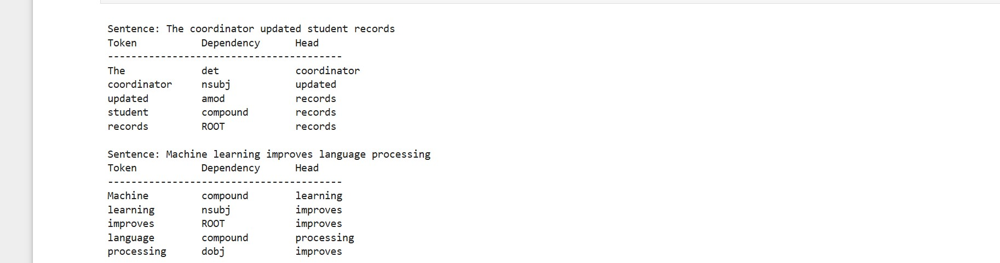 Sentence: The coordinator updated student records
Token Dependency Head
----------------------------------------
The det coordinator
coordinator nsubj updated
updated amod records
student compound records
records ROOT records
Sentence: Machine learning improves language processing
Token Dependency Head
----------------------------------------
Machine compound learning
learning nsubj improves
improves ROOT improves
language compound processing
processing dobj improves